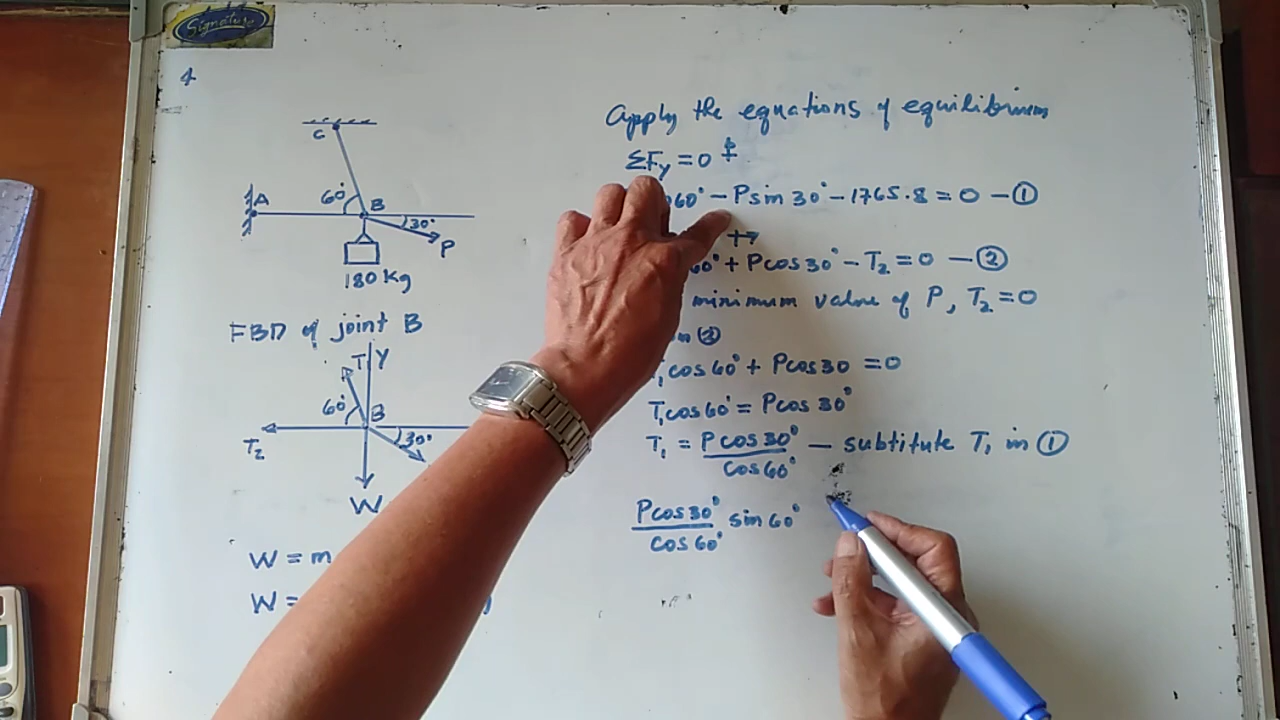 Signature
4
C
60°
A
B
30°
P
180 Kg
FBD of joint B
T₁ Y
60°
B
T₂
30°
W
W = m
W =
Apply the equations of equilibrium
ΣFy = 0 +
60° - P sin 30° - 1765.8 = 0 - ①
+→
60° + P cos 30° - T₂ = 0 - ②
minimum value of P, T₂ = 0
②
T₁ cos 60° + P cos 30 = 0
T₁ cos 60° = P cos 30°
T₁ = P cos 30° / cos 60° - subtitute T₁ in ①
P cos 30° / cos 60° sin 60°